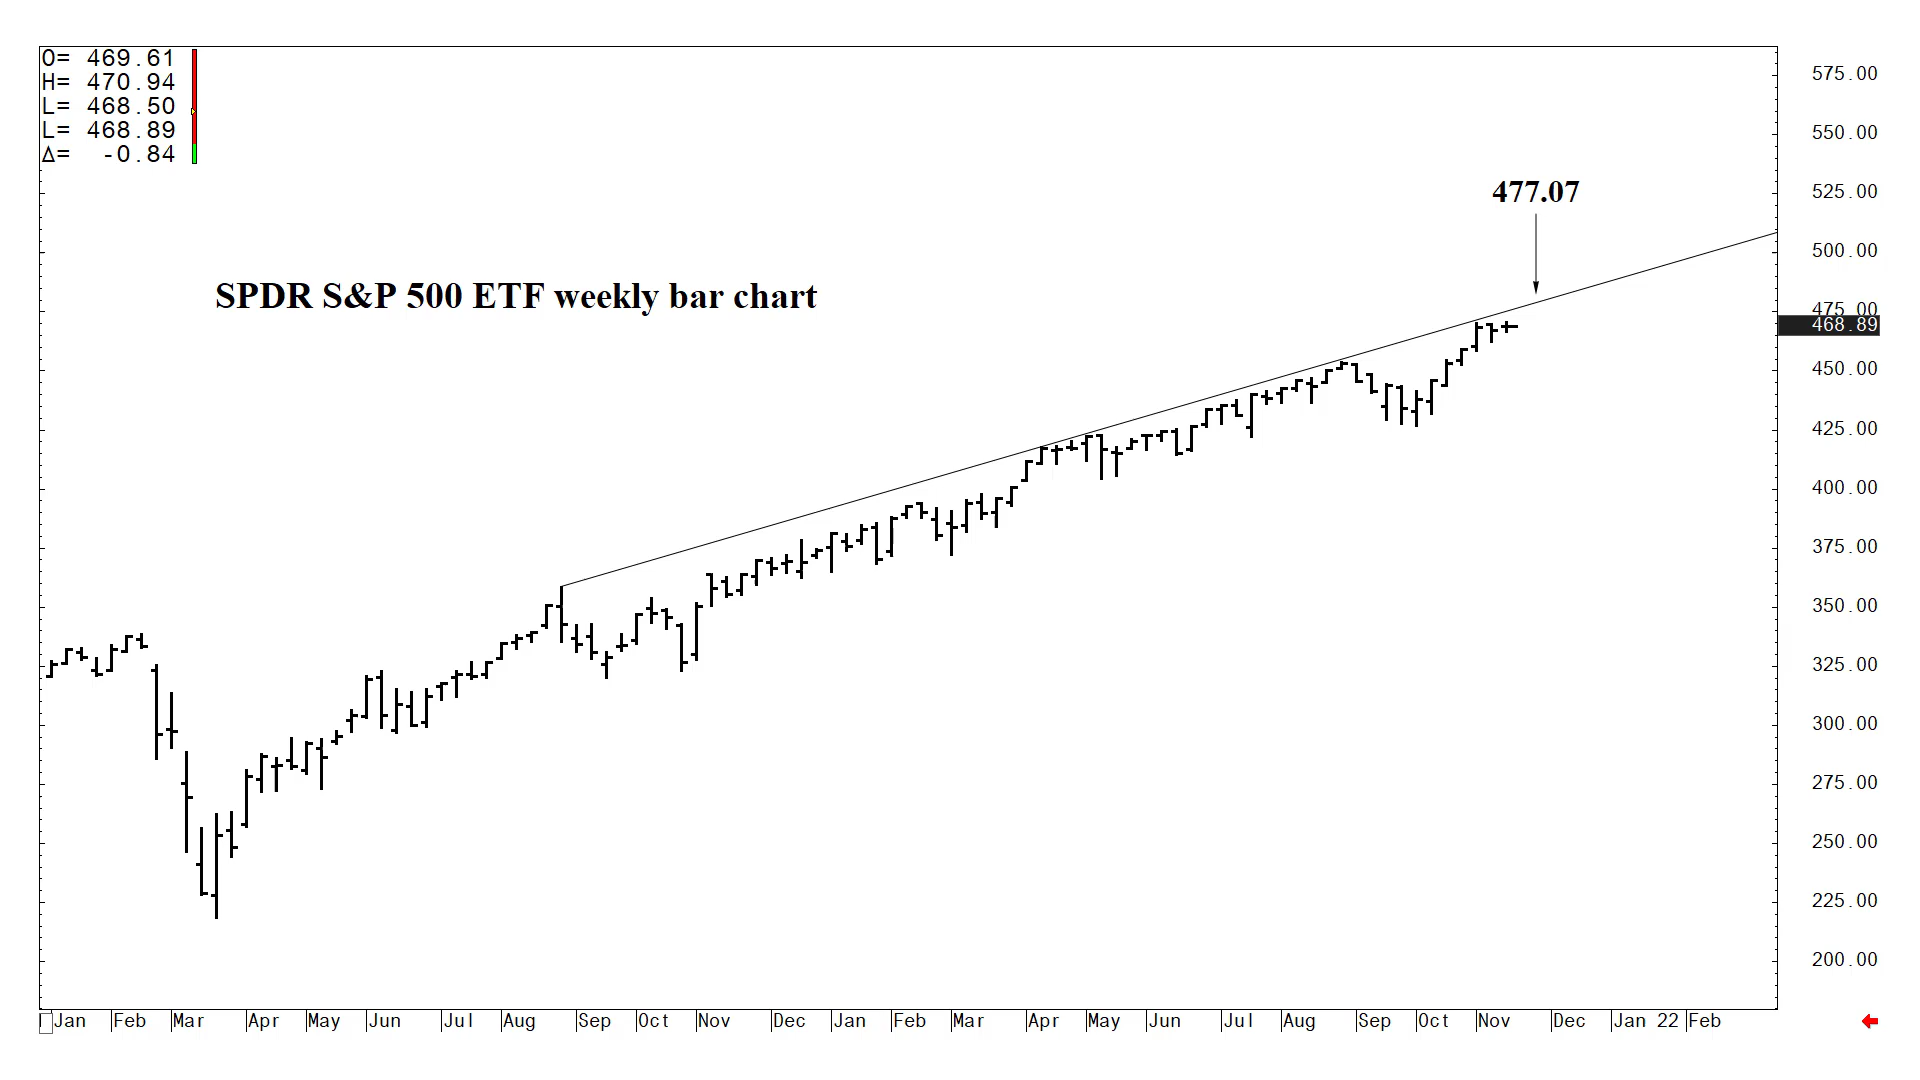 O= 469.61
H= 470.94
L= 468.50
L= 468.89
Δ= -0.84
575.00
550.00
477.07
525.00
500.00
SPDR S&P 500 ETF weekly bar chart
475.00
468.89
450.00
425.00
400.00
375.00
350.00
325.00
300.00
275.00
250.00
225.00
200.00
Jan Feb Mar Apr May Jun Jul Aug Sep Oct Nov Dec Jan Feb Mar Apr May Jun Jul Aug Sep Oct Nov Dec Jan 22 Feb